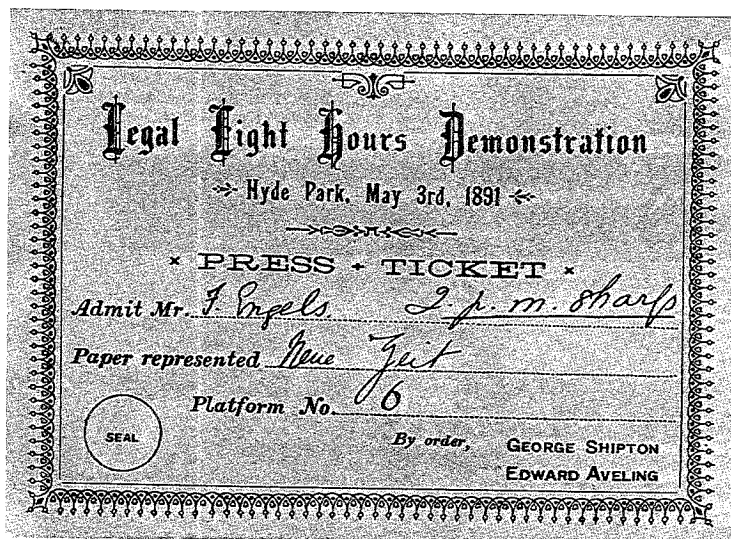 Legal Eight Hours Demonstration
Hyde Park, May 3rd, 1891
PRESS + TICKET
Admit Mr. F. Engels. 2. p. m. sharp
Paper represented Neue Zeit
Platform No. 6
SEAL
By order, GEORGE SHIPTON
EDWARD AVELING